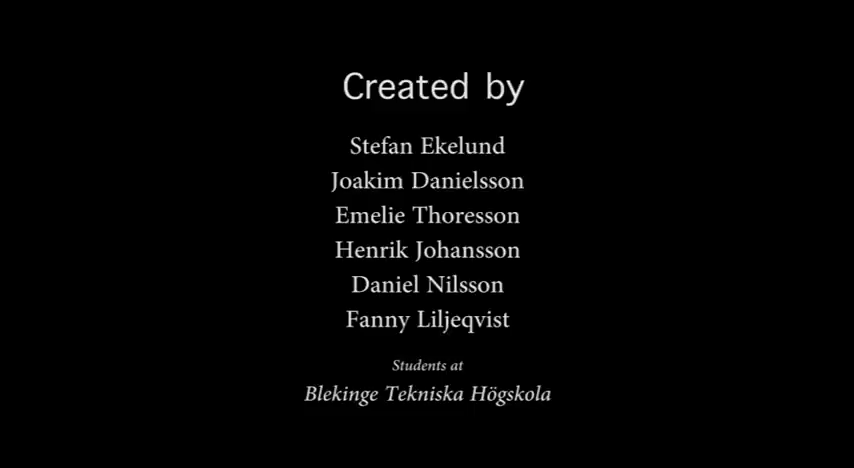 Created by
Stefan Ekelund
Joakim Danielsson
Emelie Thoresson
Henrik Johansson
Daniel Nilsson
Fanny Liljeqvist
Students at
Blekinge Tekniska Högskola